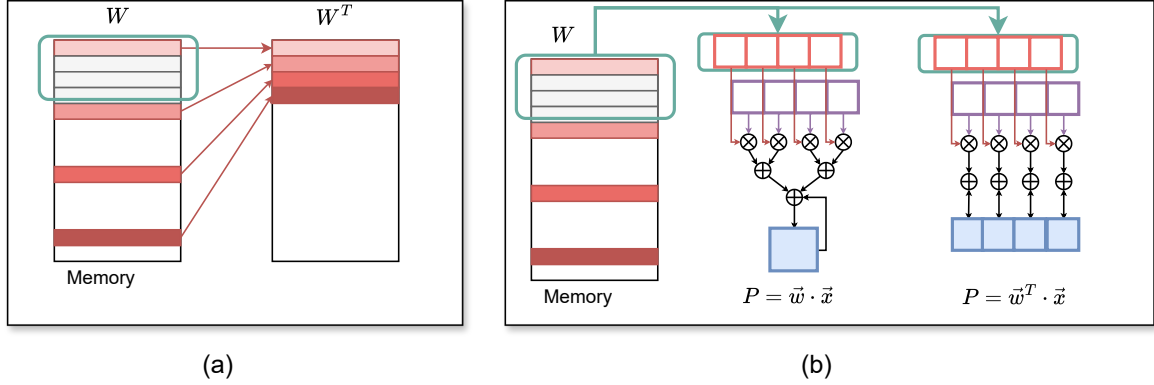 W
W^T
Memory
(a)
W
Memory
P = \vec{w} \cdot \vec{x}
P = \vec{w}^T \cdot \vec{x}
(b)